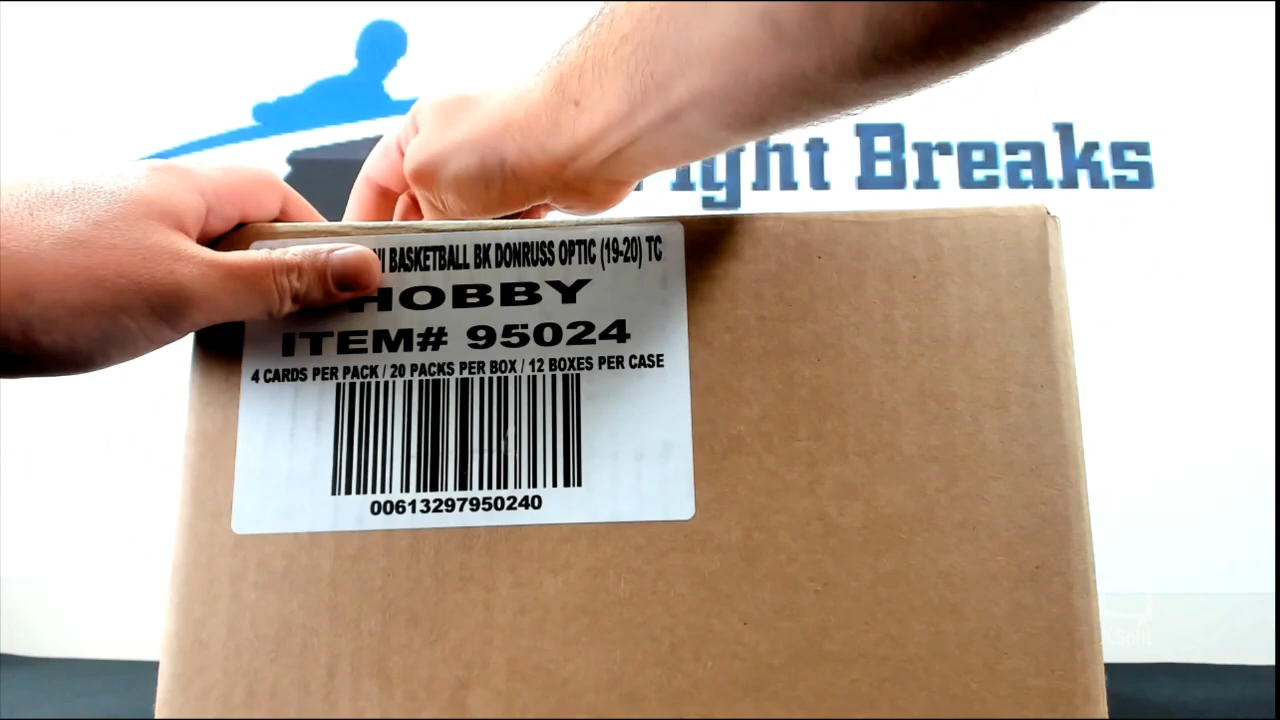 ight Breaks
BASKETBALL BK DONRUSS OPTIC (19-20) TC
HOBBY
ITEM# 95024
4 CARDS PER PACK / 20 PACKS PER BOX / 12 BOXES PER CASE
00613297950240